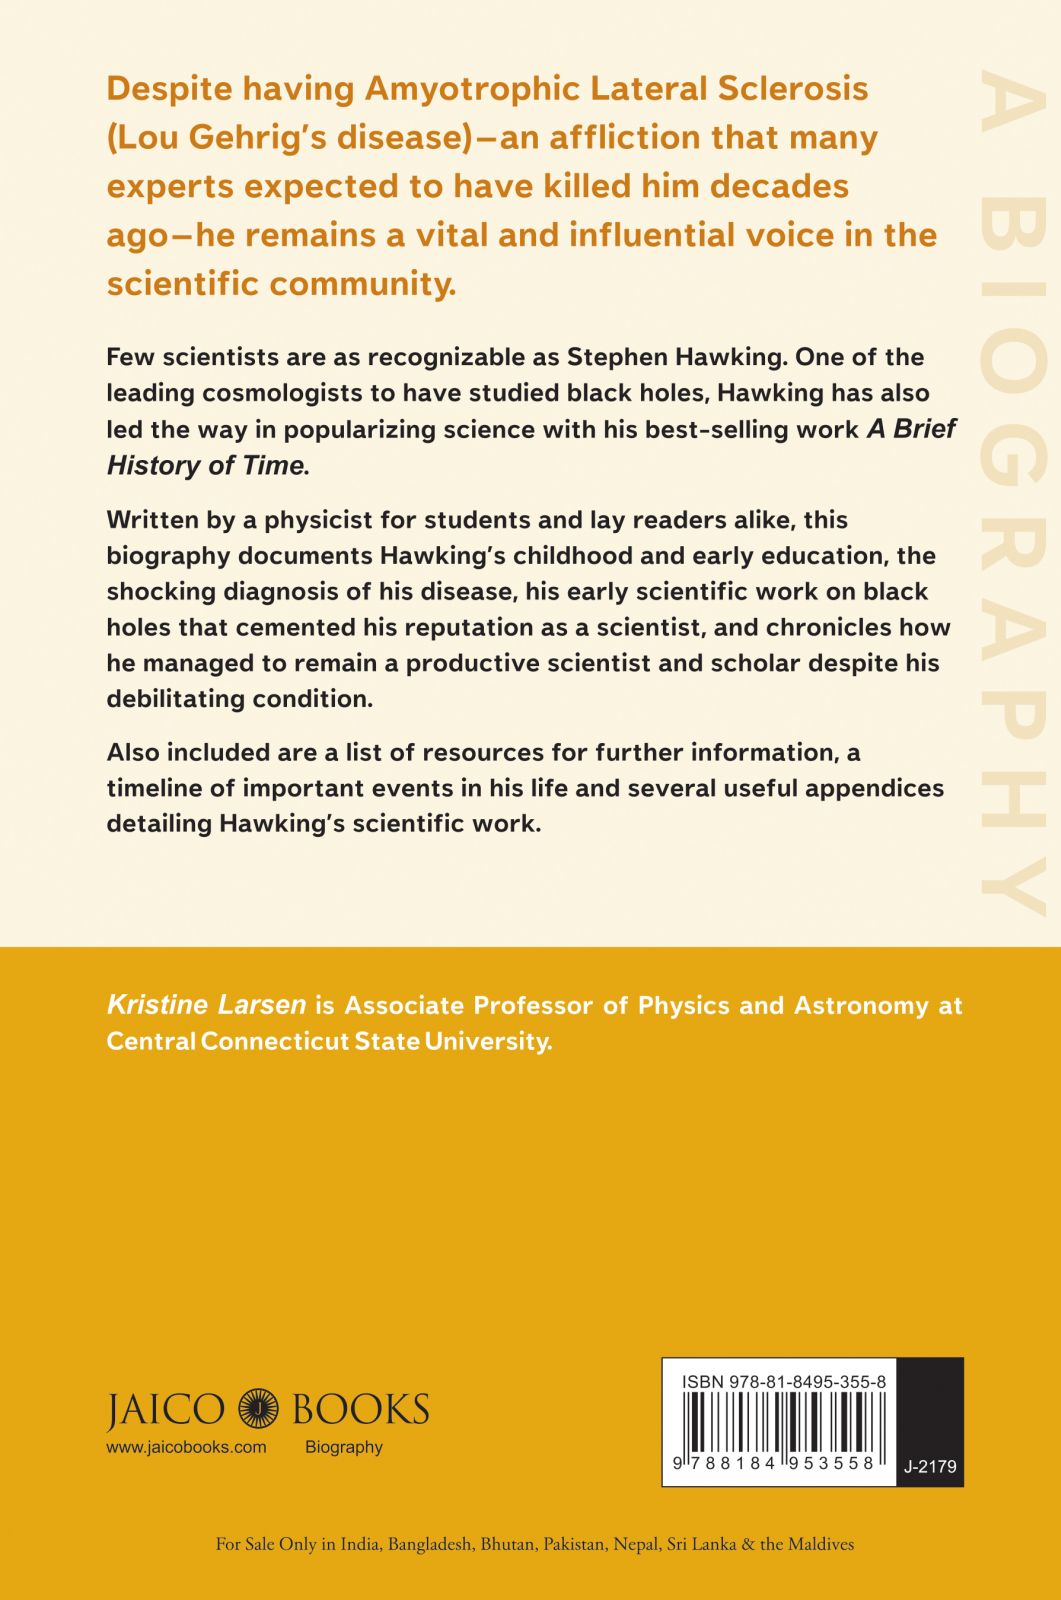 Despite having Amyotrophic Lateral Sclerosis
(Lou Gehrig's disease)—an affliction that many
experts expected to have killed him decades
ago—he remains a vital and influential voice in the
scientific community.
Few scientists are as recognizable as Stephen Hawking. One of the
leading cosmologists to have studied black holes, Hawking has also
led the way in popularizing science with his best-selling work A Brief
History of Time.
Written by a physicist for students and lay readers alike, this
biography documents Hawking's childhood and early education, the
shocking diagnosis of his disease, his early scientific work on black
holes that cemented his reputation as a scientist, and chronicles how
he managed to remain a productive scientist and scholar despite his
debilitating condition.
Also included are a list of resources for further information, a
timeline of important events in his life and several useful appendices
detailing Hawking's scientific work.
A BIOGRAPHY
Kristine Larsen is Associate Professor of Physics and Astronomy at
Central Connecticut State University.
JAICO J BOOKS
www.jaicobooks.com Biography
ISBN 978-81-8495-355-8
9 788184 953558
J-2179
For Sale Only in India, Bangladesh, Bhutan, Pakistan, Nepal, Sri Lanka & the Maldives